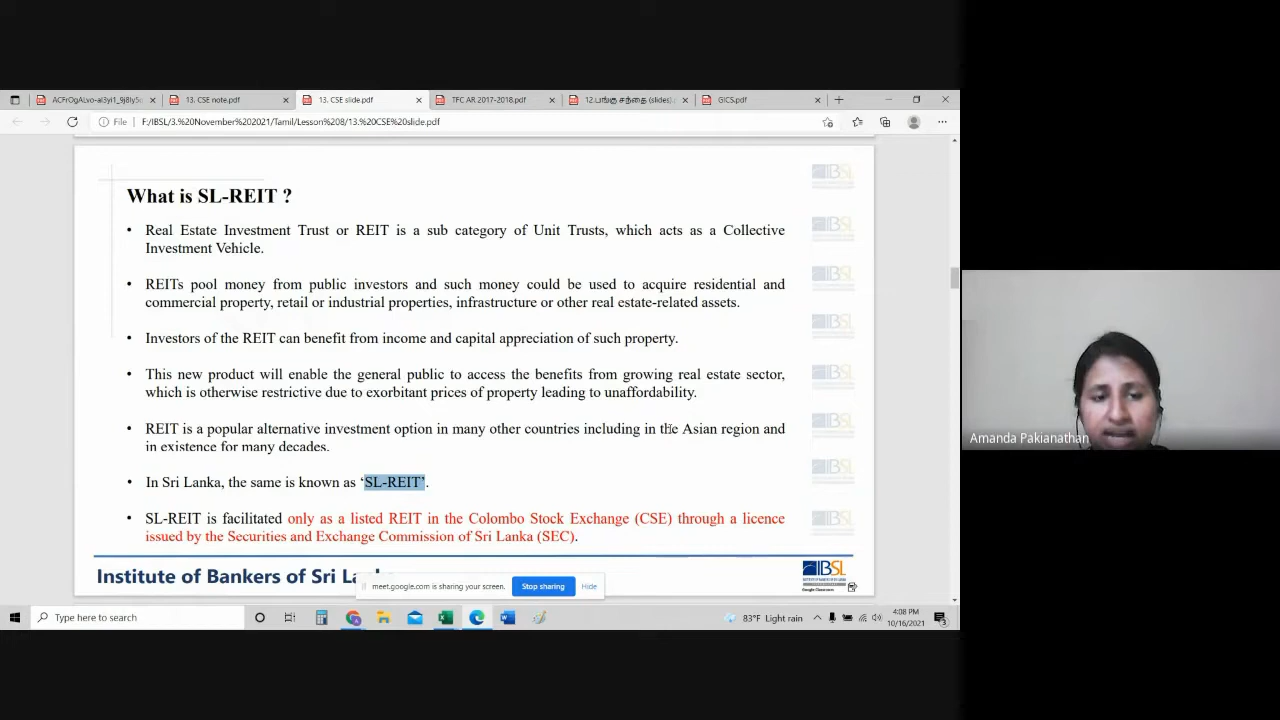 ACFrOgALvo-aI3yi1_9j8Iy5
13. CSE note.pdf
13. CSE slide.pdf
TFC AR 2017-2018.pdf
12.பங்கு சந்தை (slides).
GICS.pdf
File
F:/IBSL/3.%20November%202021/Tamil/Lesson%208/13.%20CSE%20slide.pdf
What is SL-REIT ?
• Real Estate Investment Trust or REIT is a sub category of Unit Trusts, which acts as a Collective
Investment Vehicle.
• REITs pool money from public investors and such money could be used to acquire residential and
commercial property, retail or industrial properties, infrastructure or other real estate-related assets.
• Investors of the REIT can benefit from income and capital appreciation of such property.
• This new product will enable the general public to access the benefits from growing real estate sector,
which is otherwise restrictive due to exorbitant prices of property leading to unaffordability.
• REIT is a popular alternative investment option in many other countries including in the Asian region and
in existence for many decades.
• In Sri Lanka, the same is known as ‘SL-REIT’.
• SL-REIT is facilitated only as a listed REIT in the Colombo Stock Exchange (CSE) through a licence
issued by the Securities and Exchange Commission of Sri Lanka (SEC).
Institute of Bankers of Sri La
IBSL
meet.google.com is sharing your screen.
Stop sharing
Hide
Amanda Pakianathan
Type here to search
83°F Light rain
4:08 PM
10/16/2021
3